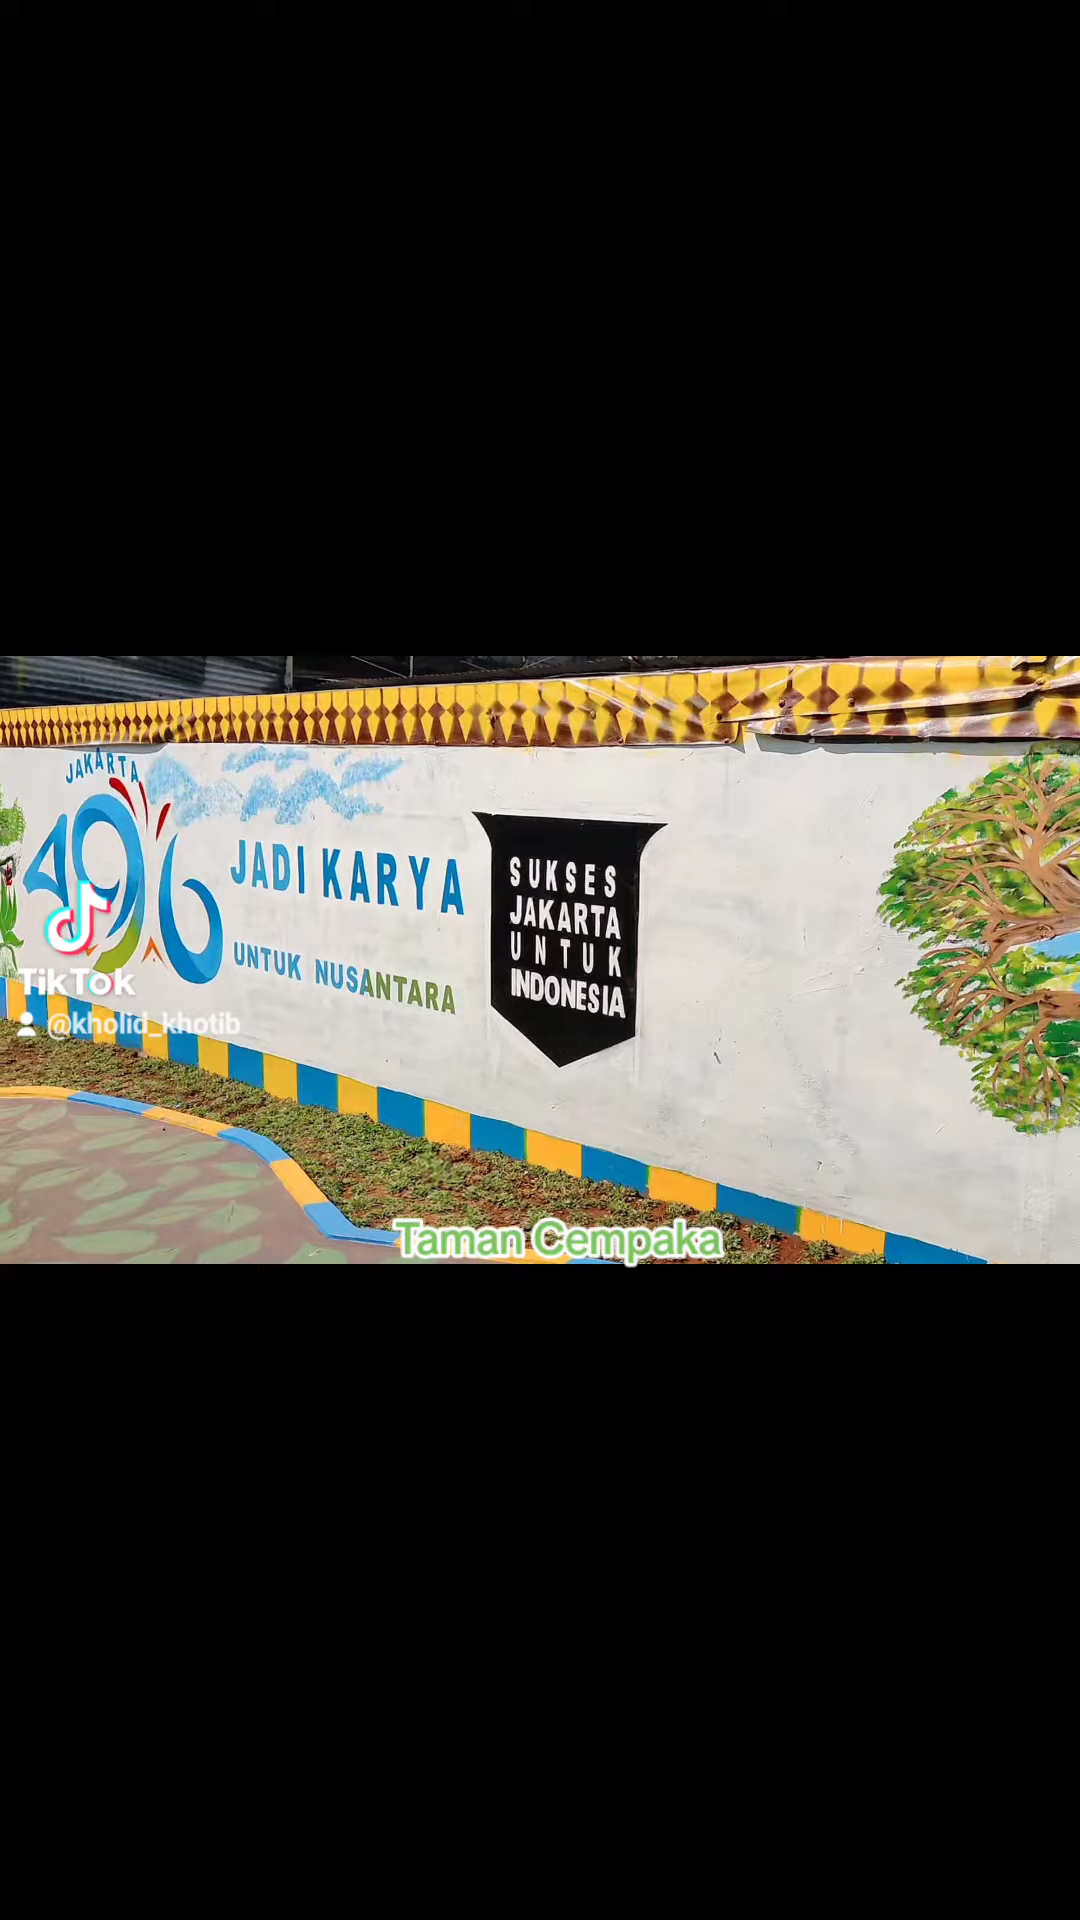 JAKARTA
496
JADI KARYA
UNTUK NUSANTARA
SUKSES
JAKARTA
UNTUK
INDONESIA
TikTok
@kholid_khotib
Taman Cempaka